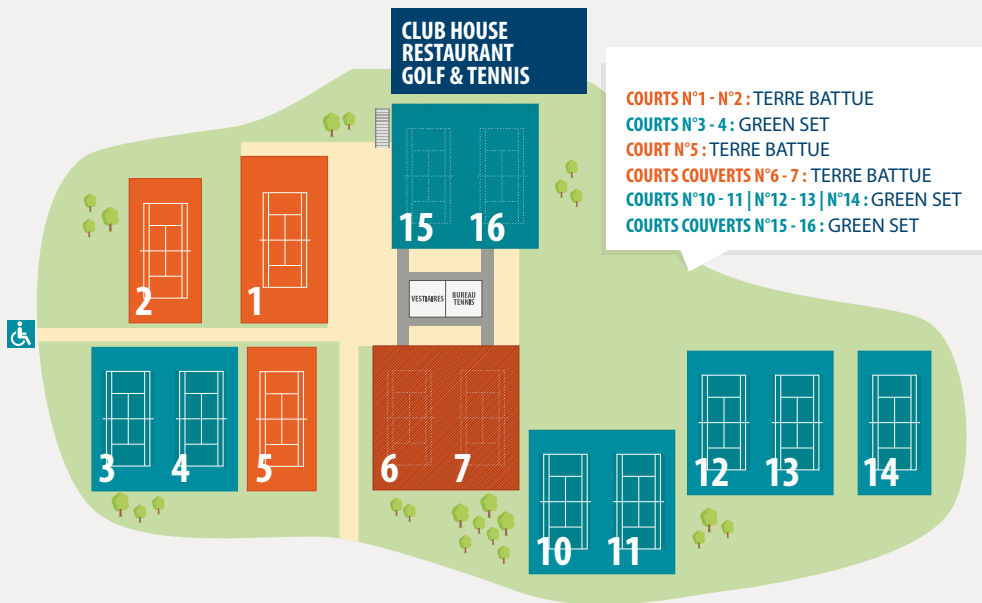 CLUB HOUSE
RESTAURANT
GOLF & TENNIS
COURTS N°1 - N°2 : TERRE BATTUE
COURTS N°3 - 4 : GREEN SET
COURT N°5 : TERRE BATTUE
COURTS COUVERTS N°6 - 7 : TERRE BATTUE
COURTS N°10 - 11 | N°12 - 13 | N°14 : GREEN SET
COURTS COUVERTS N°15 - 16 : GREEN SET
15 16
VESTIAIRES
BUREAU
TENNIS
2 1
3 4 5 6 7
12 13 14
10 11